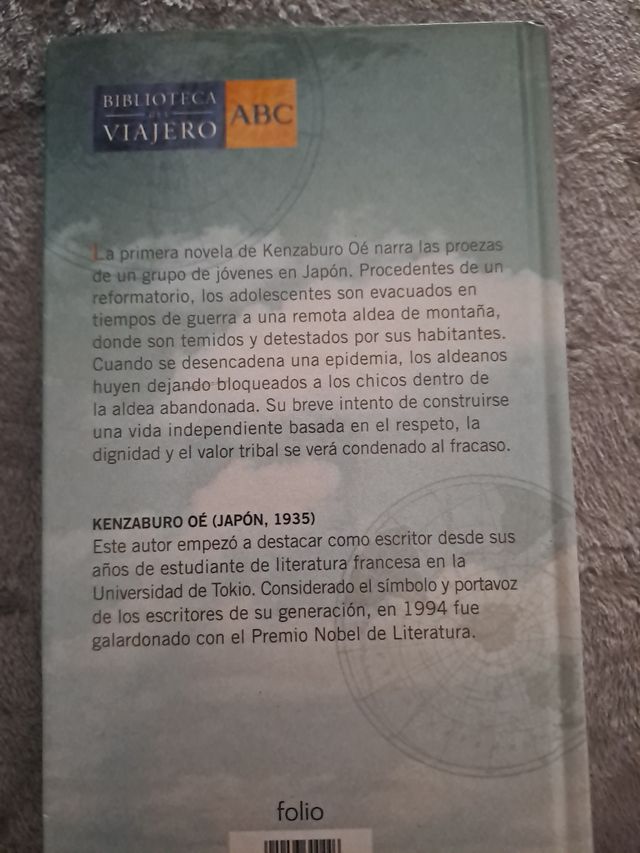 BIBLIOTECA
DEL
VIAJERO
ABC
La primera novela de Kenzaburo Oé narra las proezas
de un grupo de jóvenes en Japón. Procedentes de un
reformatorio, los adolescentes son evacuados en
tiempos de guerra a una remota aldea de montaña,
donde son temidos y detestados por sus habitantes.
Cuando se desencadena una epidemia, los aldeanos
huyen dejando bloqueados a los chicos dentro de
la aldea abandonada. Su breve intento de construirse
una vida independiente basada en el respeto, la
dignidad y el valor tribal se verá condenado al fracaso.
KENZABURO OÉ (JAPÓN, 1935)
Este autor empezó a destacar como escritor desde sus
años de estudiante de literatura francesa en la
Universidad de Tokio. Considerado el símbolo y portavoz
de los escritores de su generación, en 1994 fue
galardonado con el Premio Nobel de Literatura.
folio